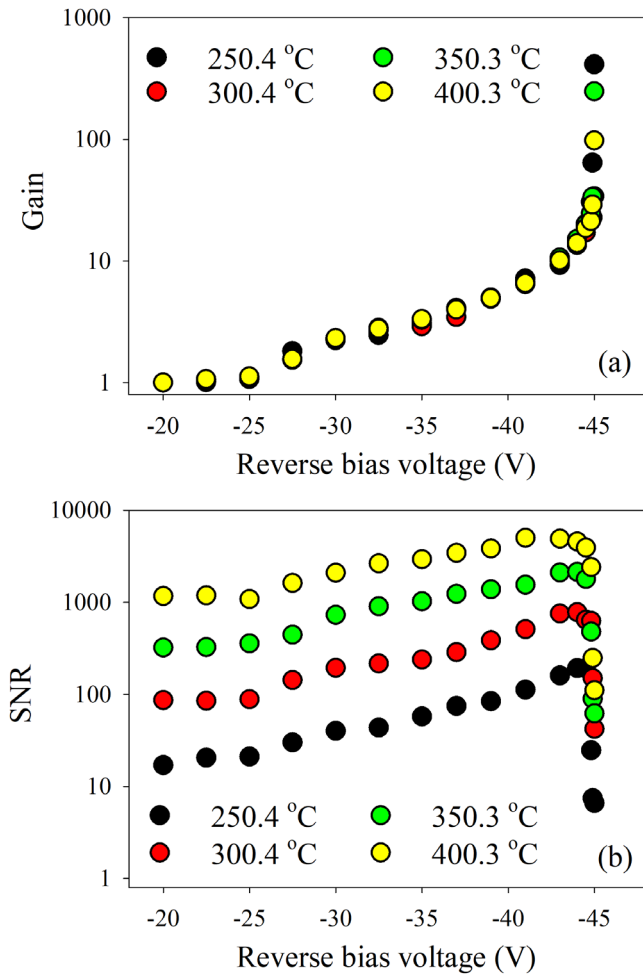 1000
250.4 °C
350.3 °C
300.4 °C
400.3 °C
100
Gain
10
1
(a)
-20 -25 -30 -35 -40 -45
Reverse bias voltage (V)
10000
1000
SNR
100
10
250.4 °C
350.3 °C
300.4 °C
400.3 °C
1
(b)
-20 -25 -30 -35 -40 -45
Reverse bias voltage (V)